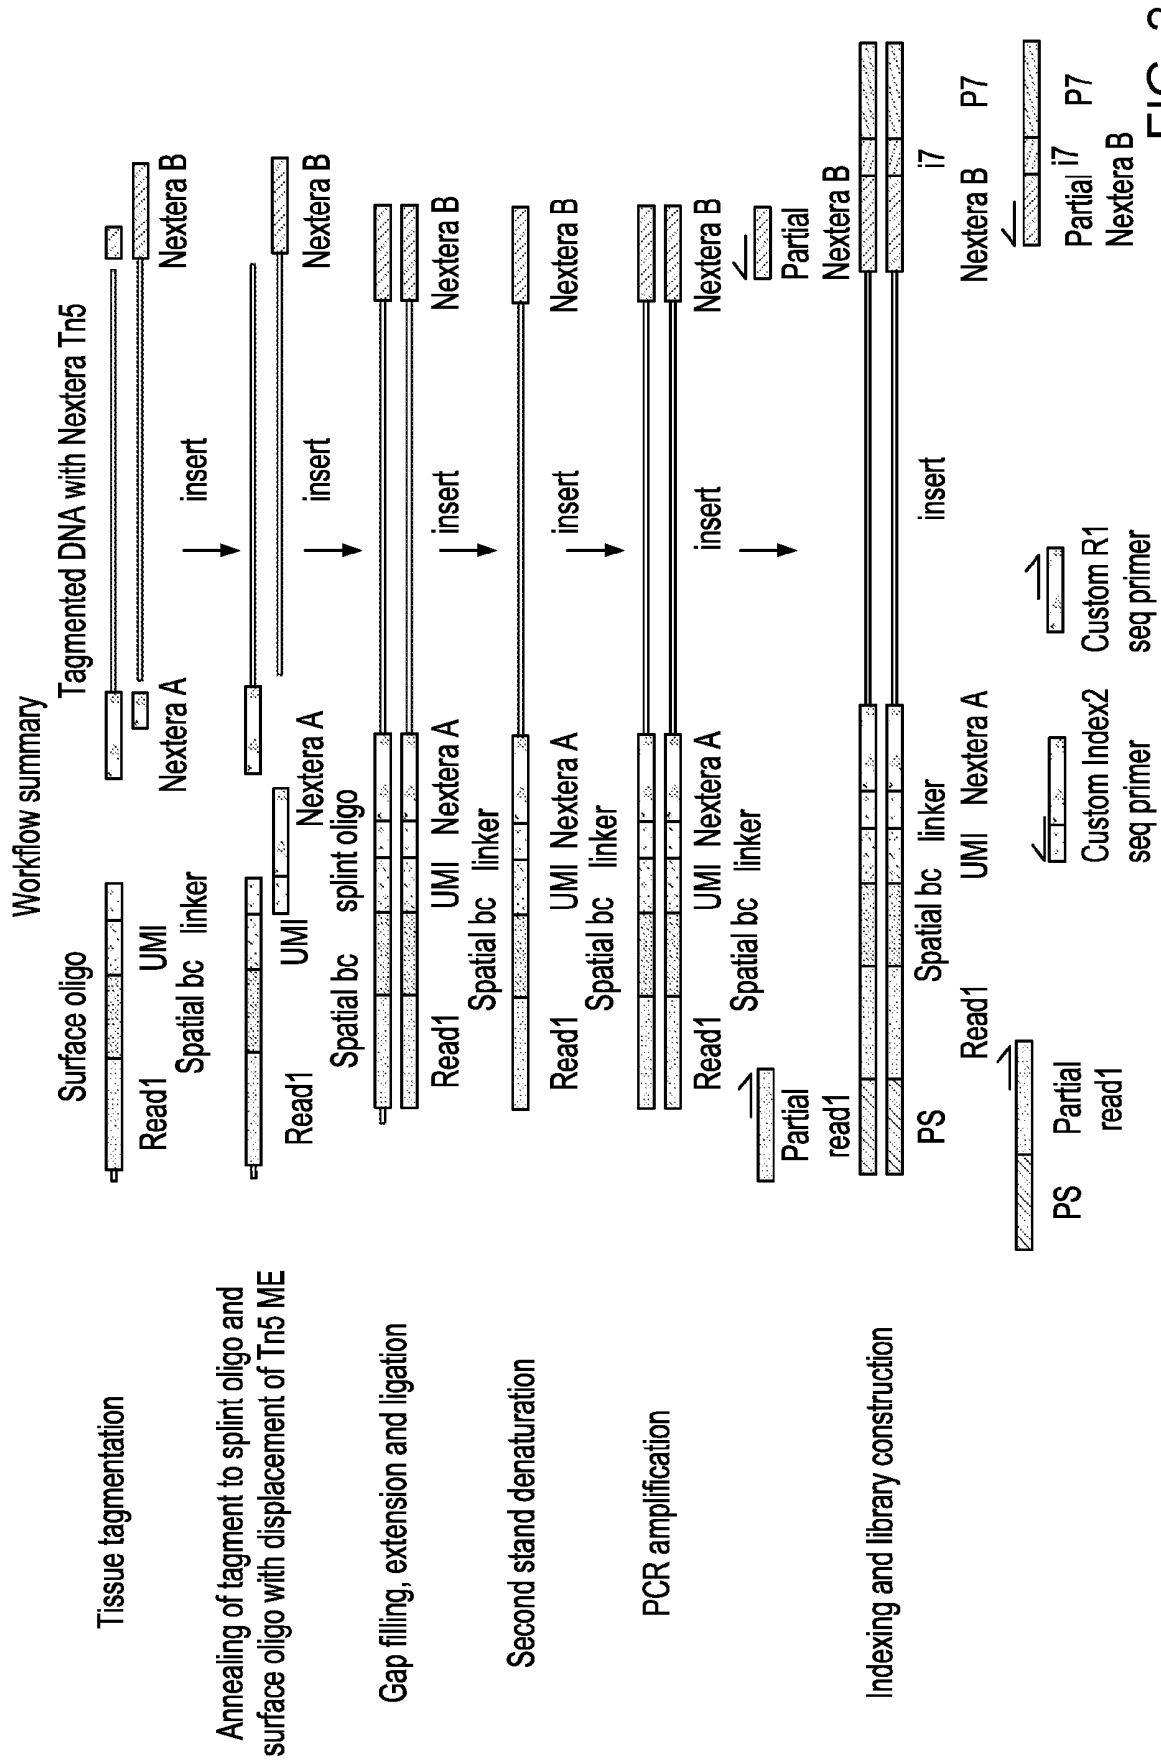 Workflow summary
Surface oligo
Tagmented DNA with Nextera Tn5
Tissue tagmentation
Read1
UMI
Nextera A
Nextera B
Spatial bc
linker
insert
Annealing of tagment to splint oligo and
surface oligo with displacement of Tn5 ME
Read1
UMI
Nextera A
insert
Nextera B
Spatial bc
splint oligo
Gap filling, extension and ligation
Read1
UMI
Nextera A
insert
Nextera B
Spatial bc
linker
Second stand denaturation
Read1
UMI
Nextera A
insert
Nextera B
Spatial bc
linker
PCR amplification
Read1
UMI
Nextera A
insert
Nextera B
Spatial bc
linker
Partial
read1
Partial
Nextera B
Indexing and library construction
PS
Spatial bc
linker
insert
i7
Read1
UMI
Nextera A
Nextera B
P7
PS
Partial
read1
Custom Index2
seq primer
Custom R1
seq primer
Partial
Nextera B
i7
P7